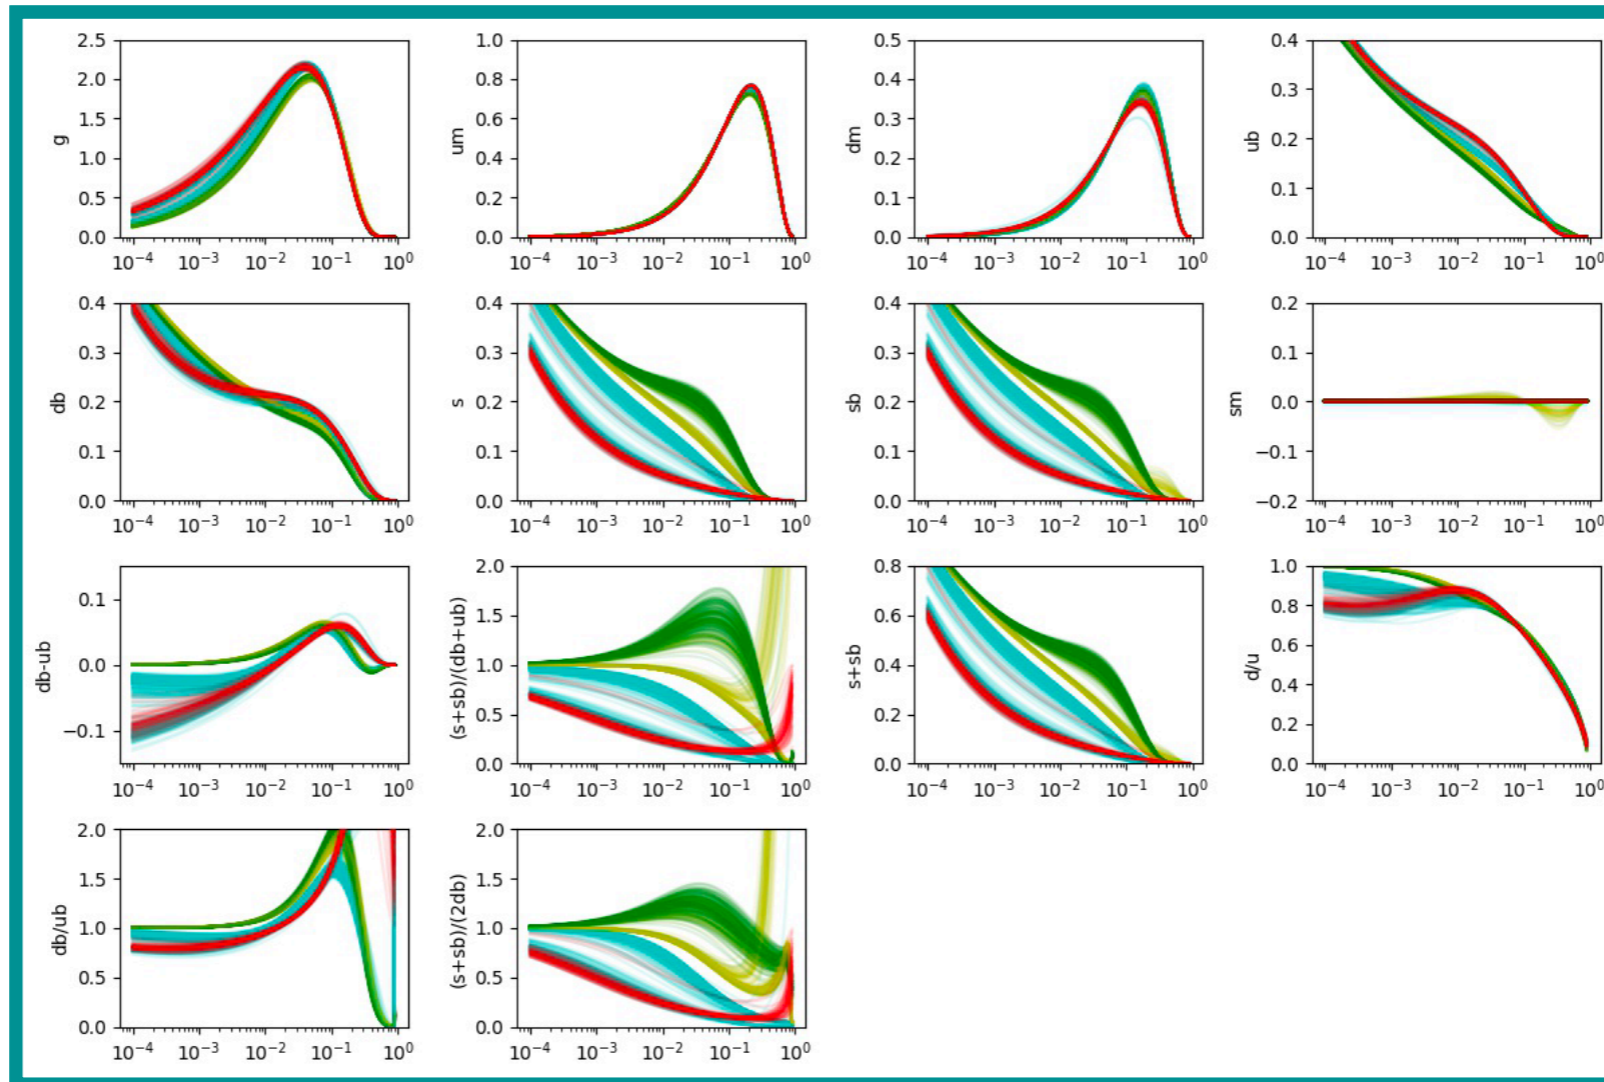 2.5 1.0 0.5 0.4
2.0 0.8 0.4 0.3
1.5 0.6 0.3 0.2
1.0 0.4 0.2 0.1
0.5 0.2 0.1
0.0 0.0 0.0 0.0
g um dm ub
10⁻⁴ 10⁻³ 10⁻² 10⁻¹ 10⁰ 10⁻⁴ 10⁻³ 10⁻² 10⁻¹ 10⁰ 10⁻⁴ 10⁻³ 10⁻² 10⁻¹ 10⁰ 10⁻⁴ 10⁻³ 10⁻² 10⁻¹ 10⁰
0.4 0.4 0.4 0.2
0.3 0.3 0.3 0.1
0.2 0.2 0.2 0.0
0.1 0.1 0.1 −0.1
0.0 0.0 0.0 −0.2
db s sb sm
10⁻⁴ 10⁻³ 10⁻² 10⁻¹ 10⁰ 10⁻⁴ 10⁻³ 10⁻² 10⁻¹ 10⁰ 10⁻⁴ 10⁻³ 10⁻² 10⁻¹ 10⁰ 10⁻⁴ 10⁻³ 10⁻² 10⁻¹ 10⁰
2.0 0.8 1.0
0.1 1.5 0.6 0.8
0.0 1.0 0.4 0.6
−0.1 0.5 0.2 0.4
0.2
0.0 0.0 0.0
db-ub (s+sb)/(db+ub) s+sb d/u
10⁻⁴ 10⁻³ 10⁻² 10⁻¹ 10⁰ 10⁻⁴ 10⁻³ 10⁻² 10⁻¹ 10⁰ 10⁻⁴ 10⁻³ 10⁻² 10⁻¹ 10⁰ 10⁻⁴ 10⁻³ 10⁻² 10⁻¹ 10⁰
2.0 2.0
1.5 1.5
1.0 1.0
0.5 0.5
0.0 0.0
db/ub (s+sb)/(2db)
10⁻⁴ 10⁻³ 10⁻² 10⁻¹ 10⁰ 10⁻⁴ 10⁻³ 10⁻² 10⁻¹ 10⁰